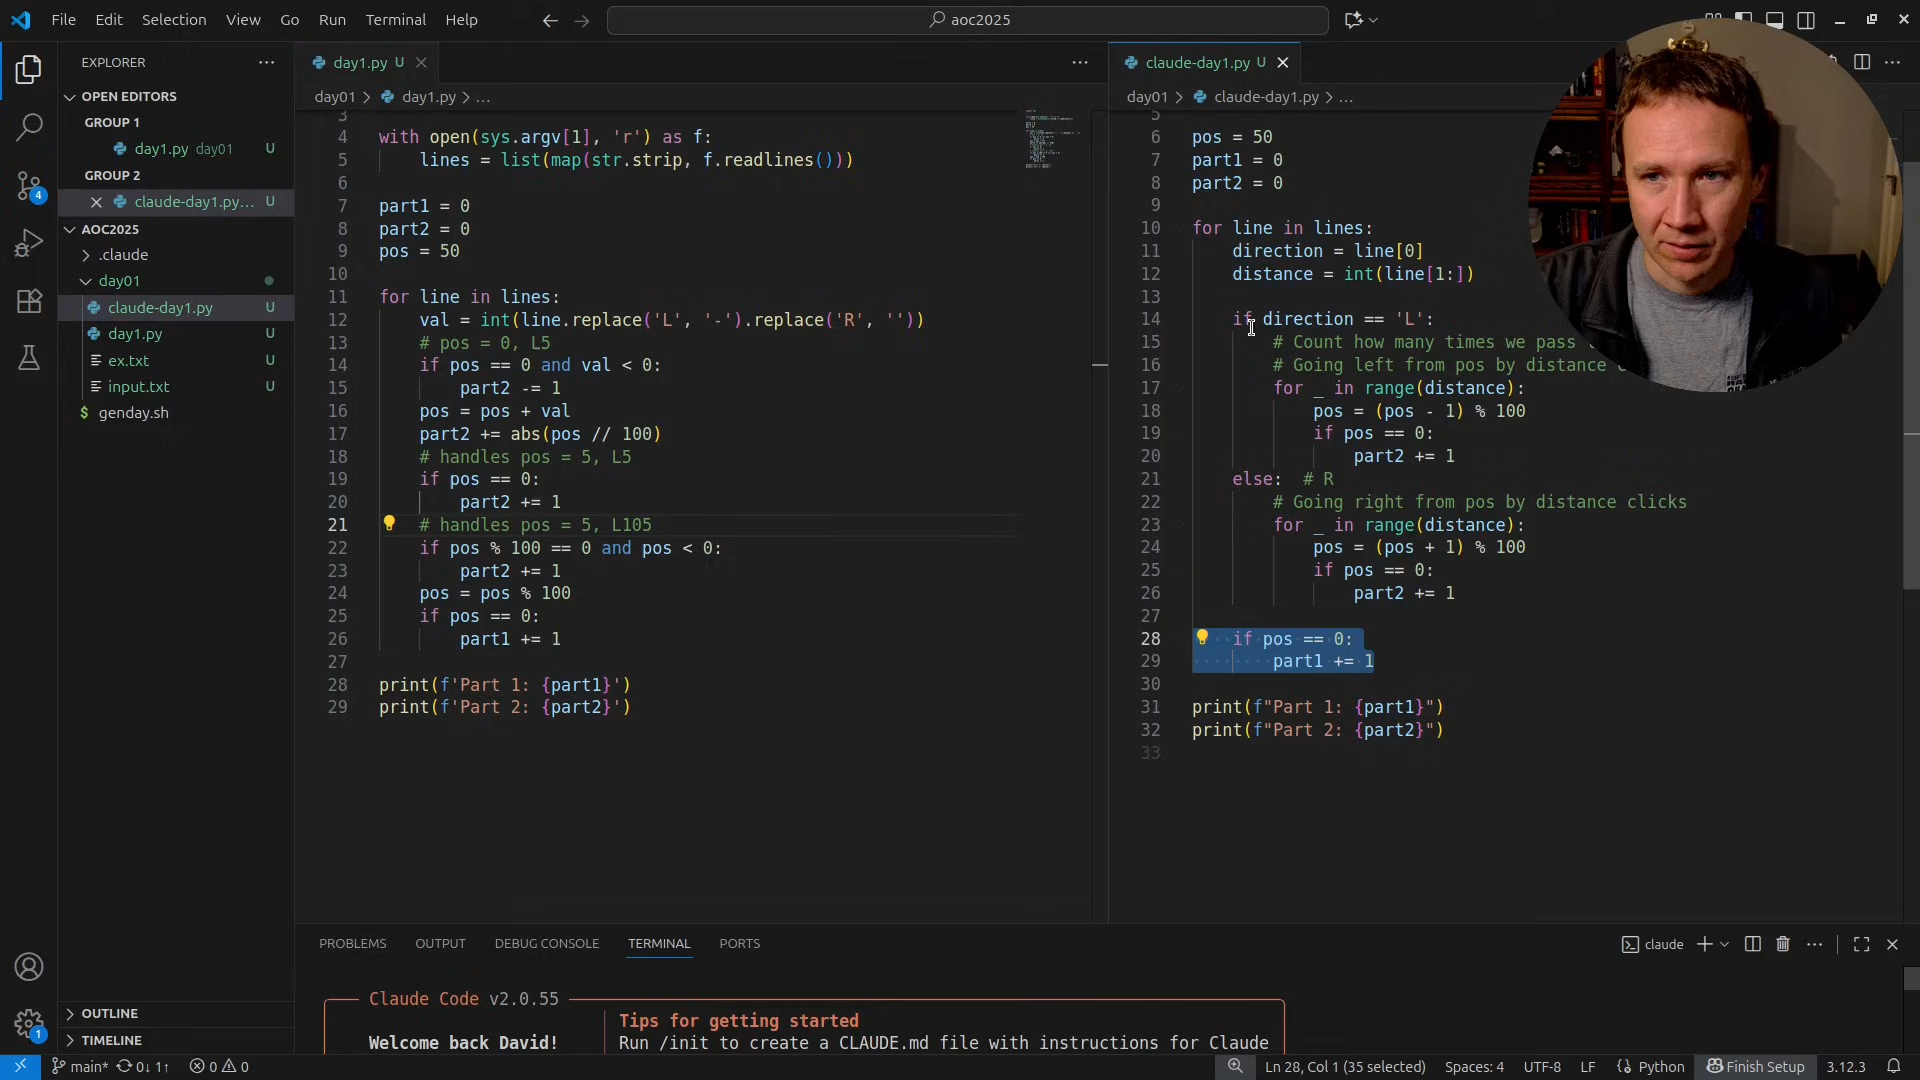 File Edit Selection View Go Run Terminal Help
aoc2025
EXPLORER
OPEN EDITORS
GROUP 1
day1.py day01 U
GROUP 2
claude-day1.py... U
AOC2025
.claude
day01
claude-day1.py U
day1.py U
ex.txt U
input.txt U
genday.sh U
OUTLINE
TIMELINE
4
1
day1.py U
day01 > day1.py > ...
3
4 with open(sys.argv[1], 'r') as f:
5 lines = list(map(str.strip, f.readlines()))
6
7 part1 = 0
8 part2 = 0
9 pos = 50
10
11 for line in lines:
12 val = int(line.replace('L', '-').replace('R', ''))
13 # pos = 0, L5
14 if pos == 0 and val < 0:
15 part2 -= 1
16 pos = pos + val
17 part2 += abs(pos // 100)
18 # handles pos = 5, L5
19 if pos == 0:
20 part2 += 1
21 # handles pos = 5, L105
22 if pos % 100 == 0 and pos < 0:
23 part2 += 1
24 pos = pos % 100
25 if pos == 0:
26 part1 += 1
27
28 print(f'Part 1: {part1}')
29 print(f'Part 2: {part2}')
claude-day1.py U
day01 > claude-day1.py > ...
5
6 pos = 50
7 part1 = 0
8 part2 = 0
9
10 for line in lines:
11 direction = line[0]
12 distance = int(line[1:])
13
14 if direction == 'L':
15 # Count how many times we pass
16 # Going left from pos by distance
17 for _ in range(distance):
18 pos = (pos - 1) % 100
19 if pos == 0:
20 part2 += 1
21 else: # R
22 # Going right from pos by distance clicks
23 for _ in range(distance):
24 pos = (pos + 1) % 100
25 if pos == 0:
26 part2 += 1
27
28 if pos == 0:
29 part1 += 1
30
31 print(f"Part 1: {part1}")
32 print(f"Part 2: {part2}")
33
PROBLEMS OUTPUT DEBUG CONSOLE TERMINAL PORTS
claude
Claude Code v2.0.55
Tips for getting started
Welcome back David! Run /init to create a CLAUDE.md file with instructions for Claude
main* 0↓ 1↑ 0 0
Ln 28, Col 1 (35 selected) Spaces: 4 UTF-8 LF Python Finish Setup 3.12.3